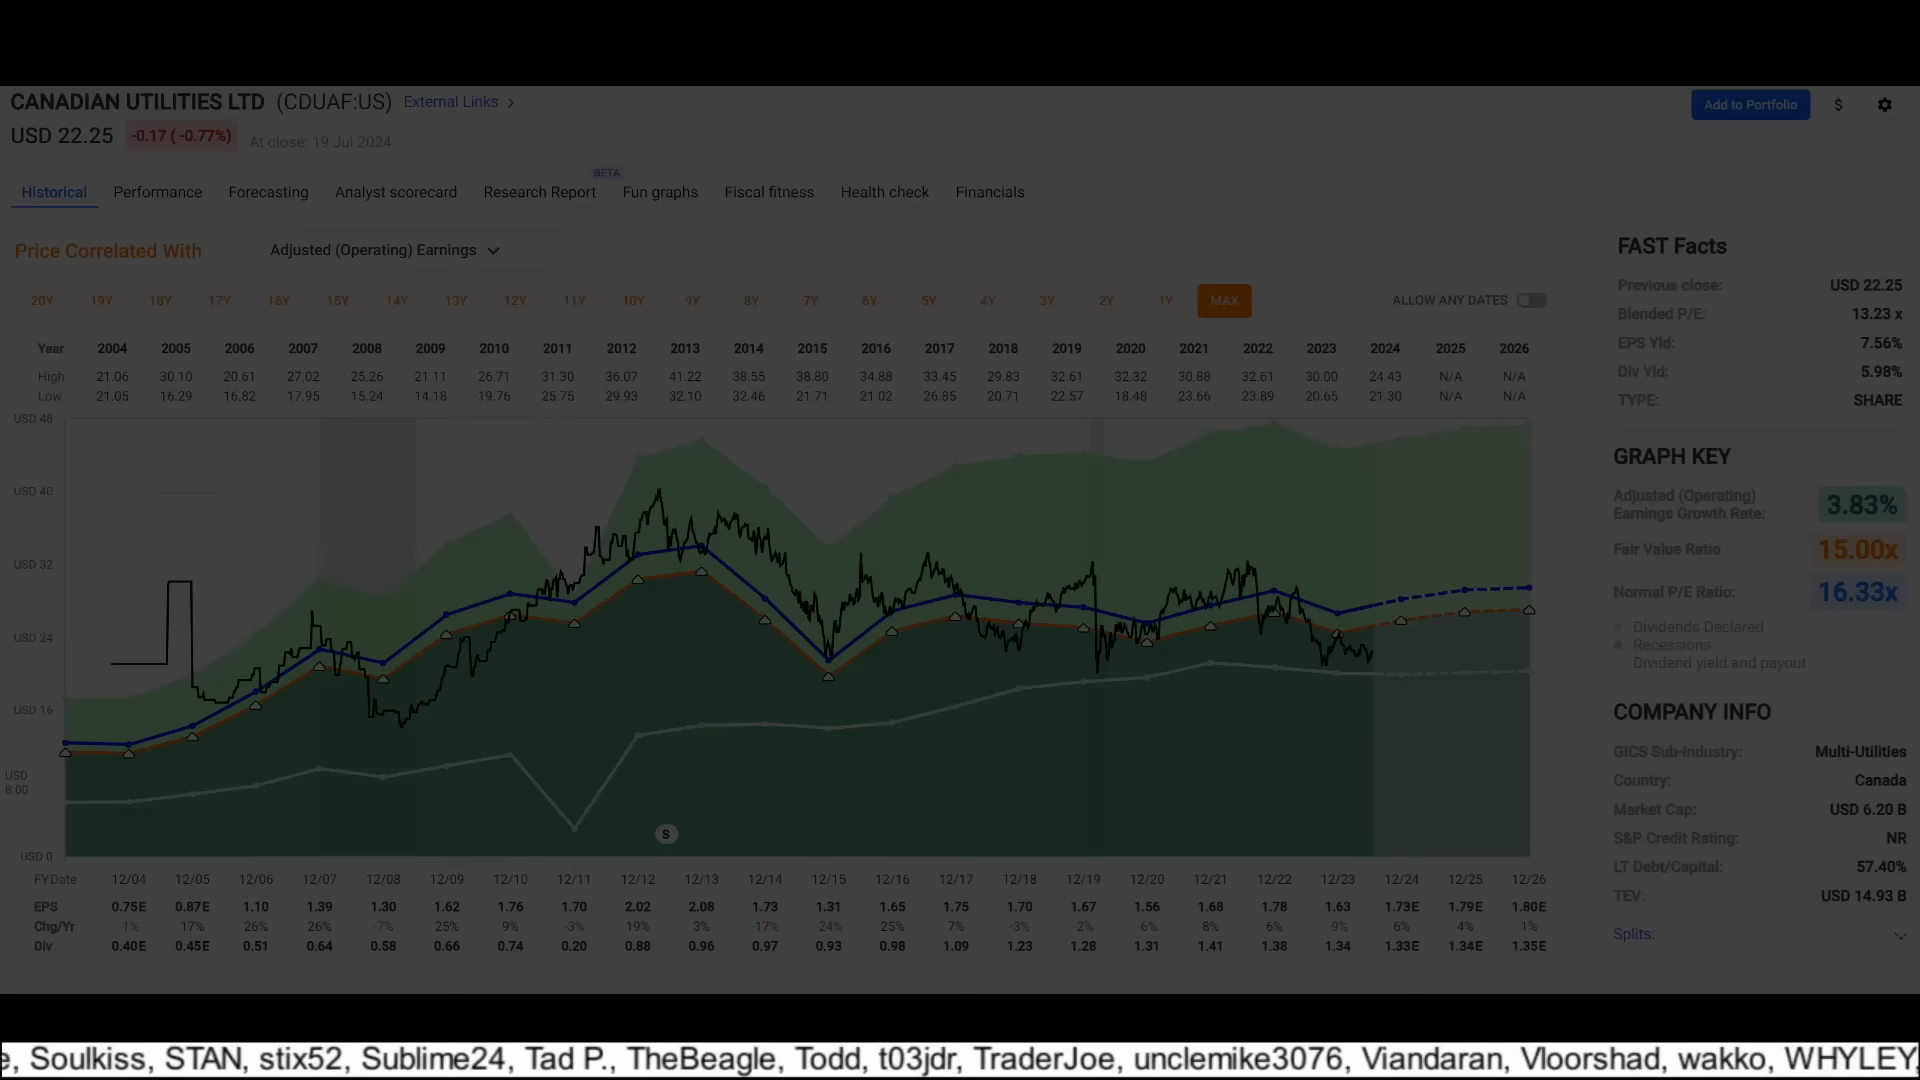 CANADIAN UTILITIES LTD (CDUAF:US) External Links >
Add to Portfolio $
USD 22.25 -0.17 ( -0.77%) At close: 19 Jul 2024
BETA
Historical Performance Forecasting Analyst scorecard Research Report Fun graphs Fiscal fitness Health check Financials
Price Correlated With Adjusted (Operating) Earnings
20Y 19Y 18Y 17Y 16Y 15Y 14Y 13Y 12Y 11Y 10Y 9Y 8Y 7Y 6Y 5Y 4Y 3Y 2Y 1Y MAX ALLOW ANY DATES
Year 2004 2005 2006 2007 2008 2009 2010 2011 2012 2013 2014 2015 2016 2017 2018 2019 2020 2021 2022 2023 2024 2025 2026
High 21.06 30.10 20.61 27.02 25.26 21.11 26.71 31.30 36.07 41.22 38.55 38.80 34.88 33.45 29.83 32.61 32.32 30.88 32.61 30.00 24.43 N/A N/A
Low 21.05 16.29 16.82 17.95 15.24 14.18 19.76 25.75 29.93 32.10 32.46 21.71 21.02 26.85 20.71 22.57 18.48 23.66 23.89 20.65 21.30 N/A N/A
USD 48
USD 40
USD 32
USD 24
USD 16
USD
8.00
USD 0
S
FY Date 12/04 12/05 12/06 12/07 12/08 12/09 12/10 12/11 12/12 12/13 12/14 12/15 12/16 12/17 12/18 12/19 12/20 12/21 12/22 12/23 12/24 12/25 12/26
EPS 0.75E 0.87E 1.10 1.39 1.30 1.62 1.76 1.70 2.02 2.08 1.73 1.31 1.65 1.75 1.70 1.67 1.56 1.68 1.78 1.63 1.73E 1.79E 1.80E
Chg/Yr -1% 17% 26% 26% -7% 25% 9% -3% 19% 3% -17% -24% 25% 7% -3% -2% -6% 8% 6% -9% 6% 4% 1%
Div 0.40E 0.45E 0.51 0.64 0.58 0.66 0.74 0.20 0.88 0.96 0.97 0.93 0.98 1.09 1.23 1.28 1.31 1.41 1.38 1.34 1.33E 1.34E 1.35E
FAST Facts
Previous close: USD 22.25
Blended P/E: 13.23 x
EPS Yld: 7.56%
Div Yld: 5.98%
TYPE: SHARE
GRAPH KEY
Adjusted (Operating)
Earnings Growth Rate: 3.83%
Fair Value Ratio 15.00x
Normal P/E Ratio: 16.33x
Dividends Declared
Recessions
Dividend yield and payout
COMPANY INFO
GICS Sub-industry: Multi-Utilities
Country: Canada
Market Cap: USD 6.20 B
S&P Credit Rating: NR
LT Debt/Capital: 57.40%
TEV: USD 14.93 B
Splits:
e, Soulkiss, STAN, stix52, Sublime24, Tad P., TheBeagle, Todd, t03jdr, TraderJoe, unclemike3076, Viandaran, Vloorshad, wakko, WHYLEY,